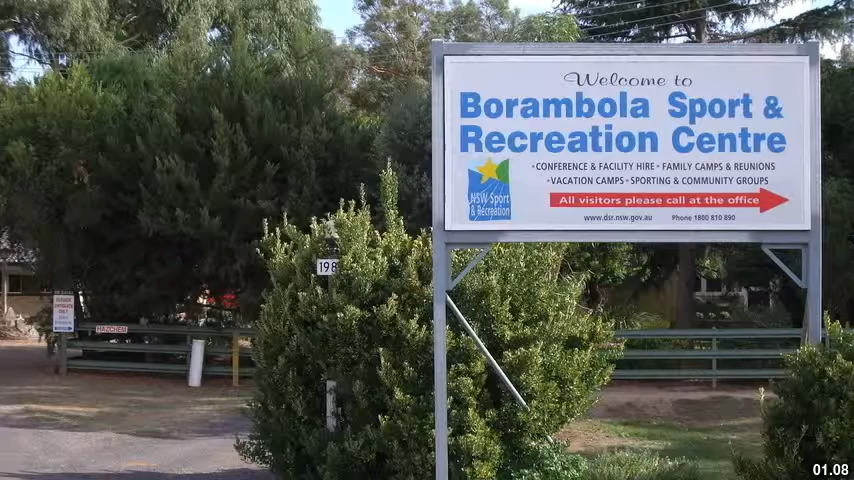 Welcome to
Borambola Sport &
Recreation Centre
•CONFERENCE & FACILITY HIRE • FAMILY CAMPS & REUNIONS
•VACATION CAMPS • SPORTING & COMMUNITY GROUPS
NSW Sport
& Recreation
All visitors please call at the office
www.dsr.nsw.gov.au Phone 1800 810 890
198
HAZCHEM
01.08